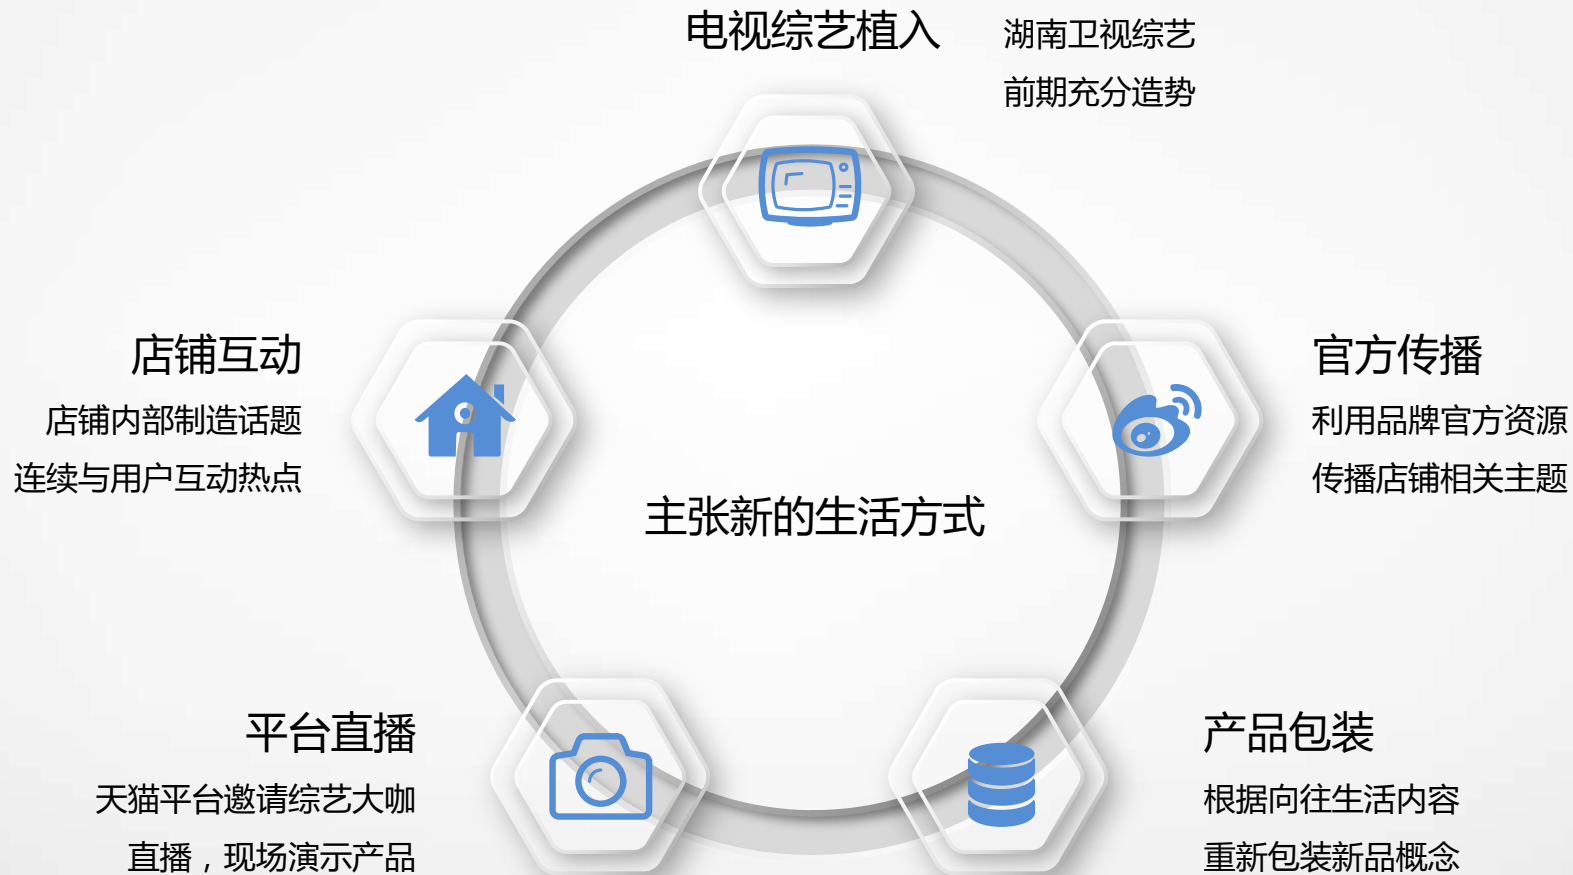 电视综艺植入
湖南卫视综艺
前期充分造势
店铺互动
店铺内部制造话题
连续与用户互动热点
官方传播
利用品牌官方资源
传播店铺相关主题
主张新的生活方式
平台直播
天猫平台邀请综艺大咖
直播，现场演示产品
产品包装
根据向往生活内容
重新包装新品概念